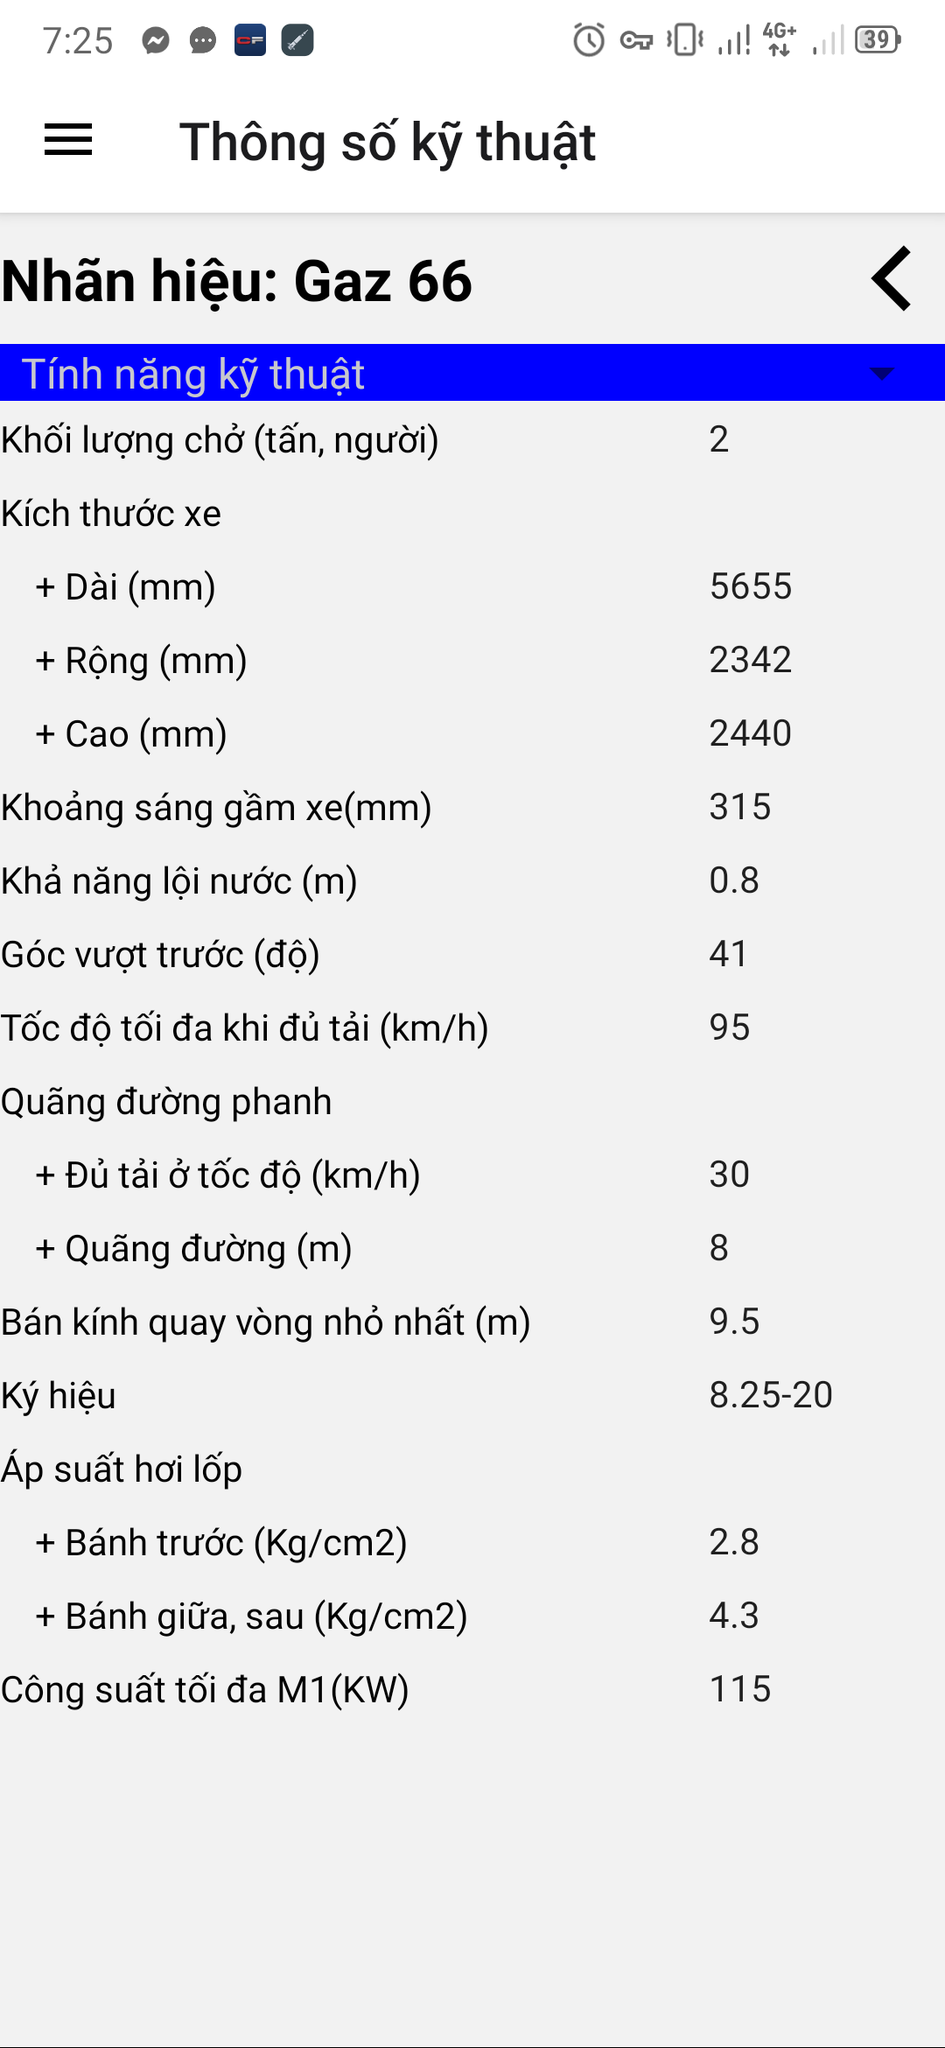 7:25
4G+
39
Thông số kỹ thuật
Nhãn hiệu: Gaz 66
Tính năng kỹ thuật
Khối lượng chở (tấn, người) 2
Kích thước xe
+ Dài (mm) 5655
+ Rộng (mm) 2342
+ Cao (mm) 2440
Khoảng sáng gầm xe(mm) 315
Khả năng lội nước (m) 0.8
Góc vượt trước (độ) 41
Tốc độ tối đa khi đủ tải (km/h) 95
Quãng đường phanh
+ Đủ tải ở tốc độ (km/h) 30
+ Quãng đường (m) 8
Bán kính quay vòng nhỏ nhất (m) 9.5
Ký hiệu 8.25-20
Áp suất hơi lốp
+ Bánh trước (Kg/cm2) 2.8
+ Bánh giữa, sau (Kg/cm2) 4.3
Công suất tối đa M1(KW) 115